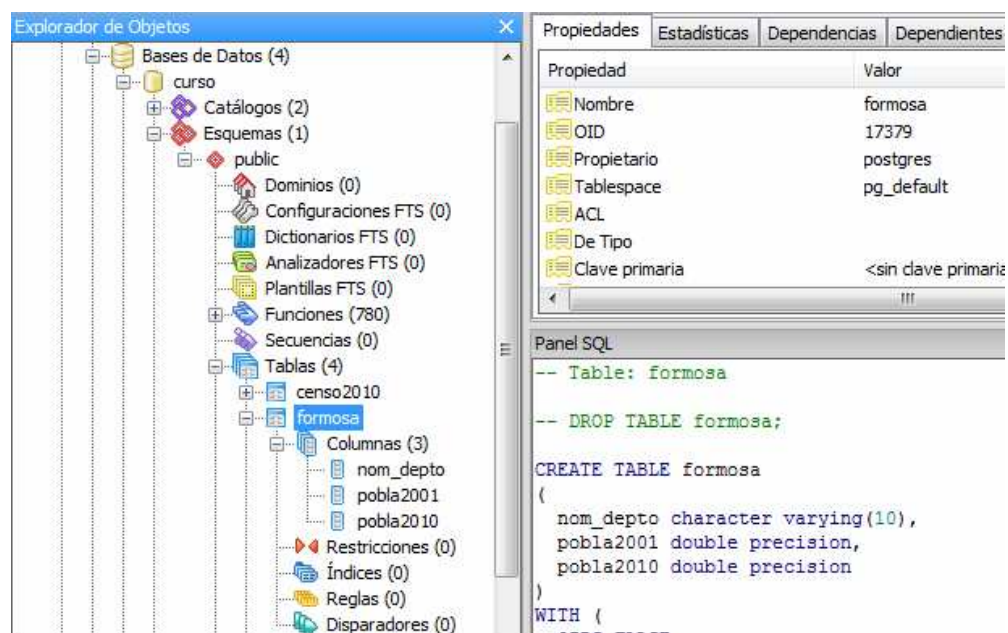 Explorador de Objetos
Bases de Datos (4)
curso
Catálogos (2)
Esquemas (1)
public
Dominios (0)
Configuraciones FTS (0)
Dictionarios FTS (0)
Analizadores FTS (0)
Plantillas FTS (0)
Funciones (780)
Secuencias (0)
Tablas (4)
censo2010
formosa
Columnas (3)
nom_depto
pobla2001
pobla2010
Restricciones (0)
Índices (0)
Reglas (0)
Disparadores (0)
Propiedades Estadísticas Dependencias Dependientes
Propiedad Valor
Nombre formosa
OID 17379
Propietario postgres
Tablespace pg_default
ACL
De Tipo
Clave primaria <sin clave primaria
Panel SQL
-- Table: formosa
-- DROP TABLE formosa;
CREATE TABLE formosa
(
nom_depto character varying(10),
pobla2001 double precision,
pobla2010 double precision
)
WITH (